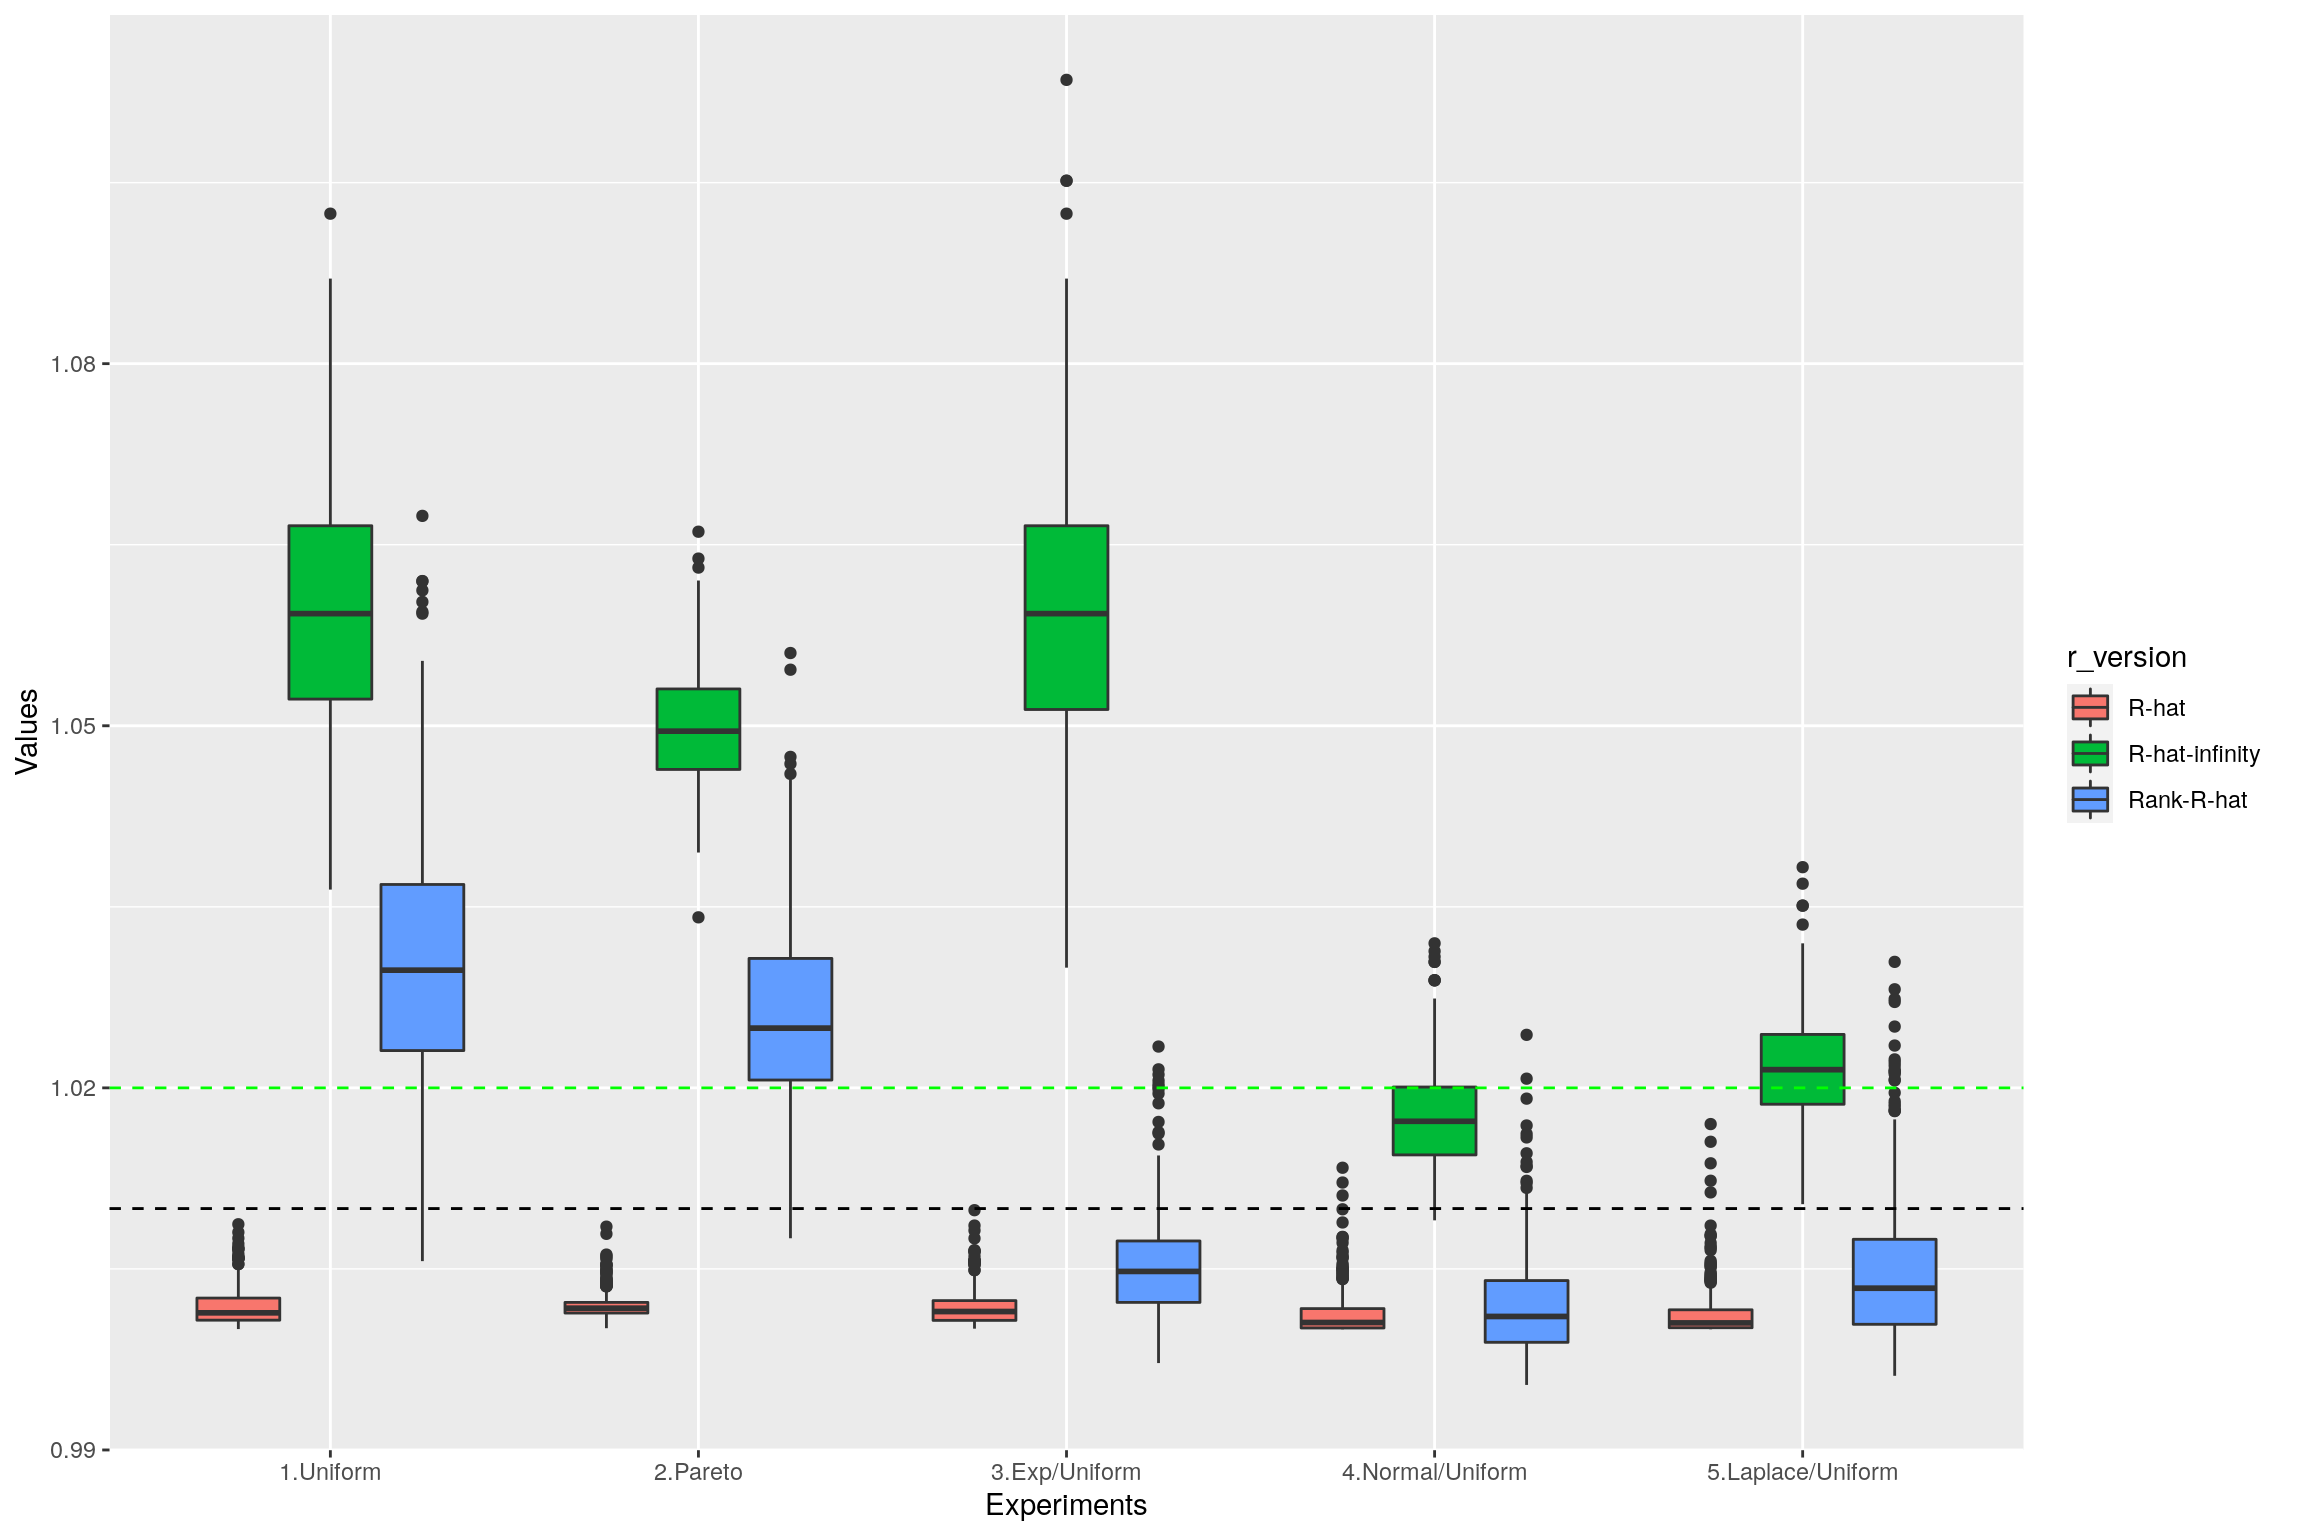 Values
1.08
1.05
1.02
0.99
1.Uniform
2.Pareto
3.Exp/Uniform
4.Normal/Uniform
5.Laplace/Uniform
Experiments
r_version
R-hat
R-hat-infinity
Rank-R-hat